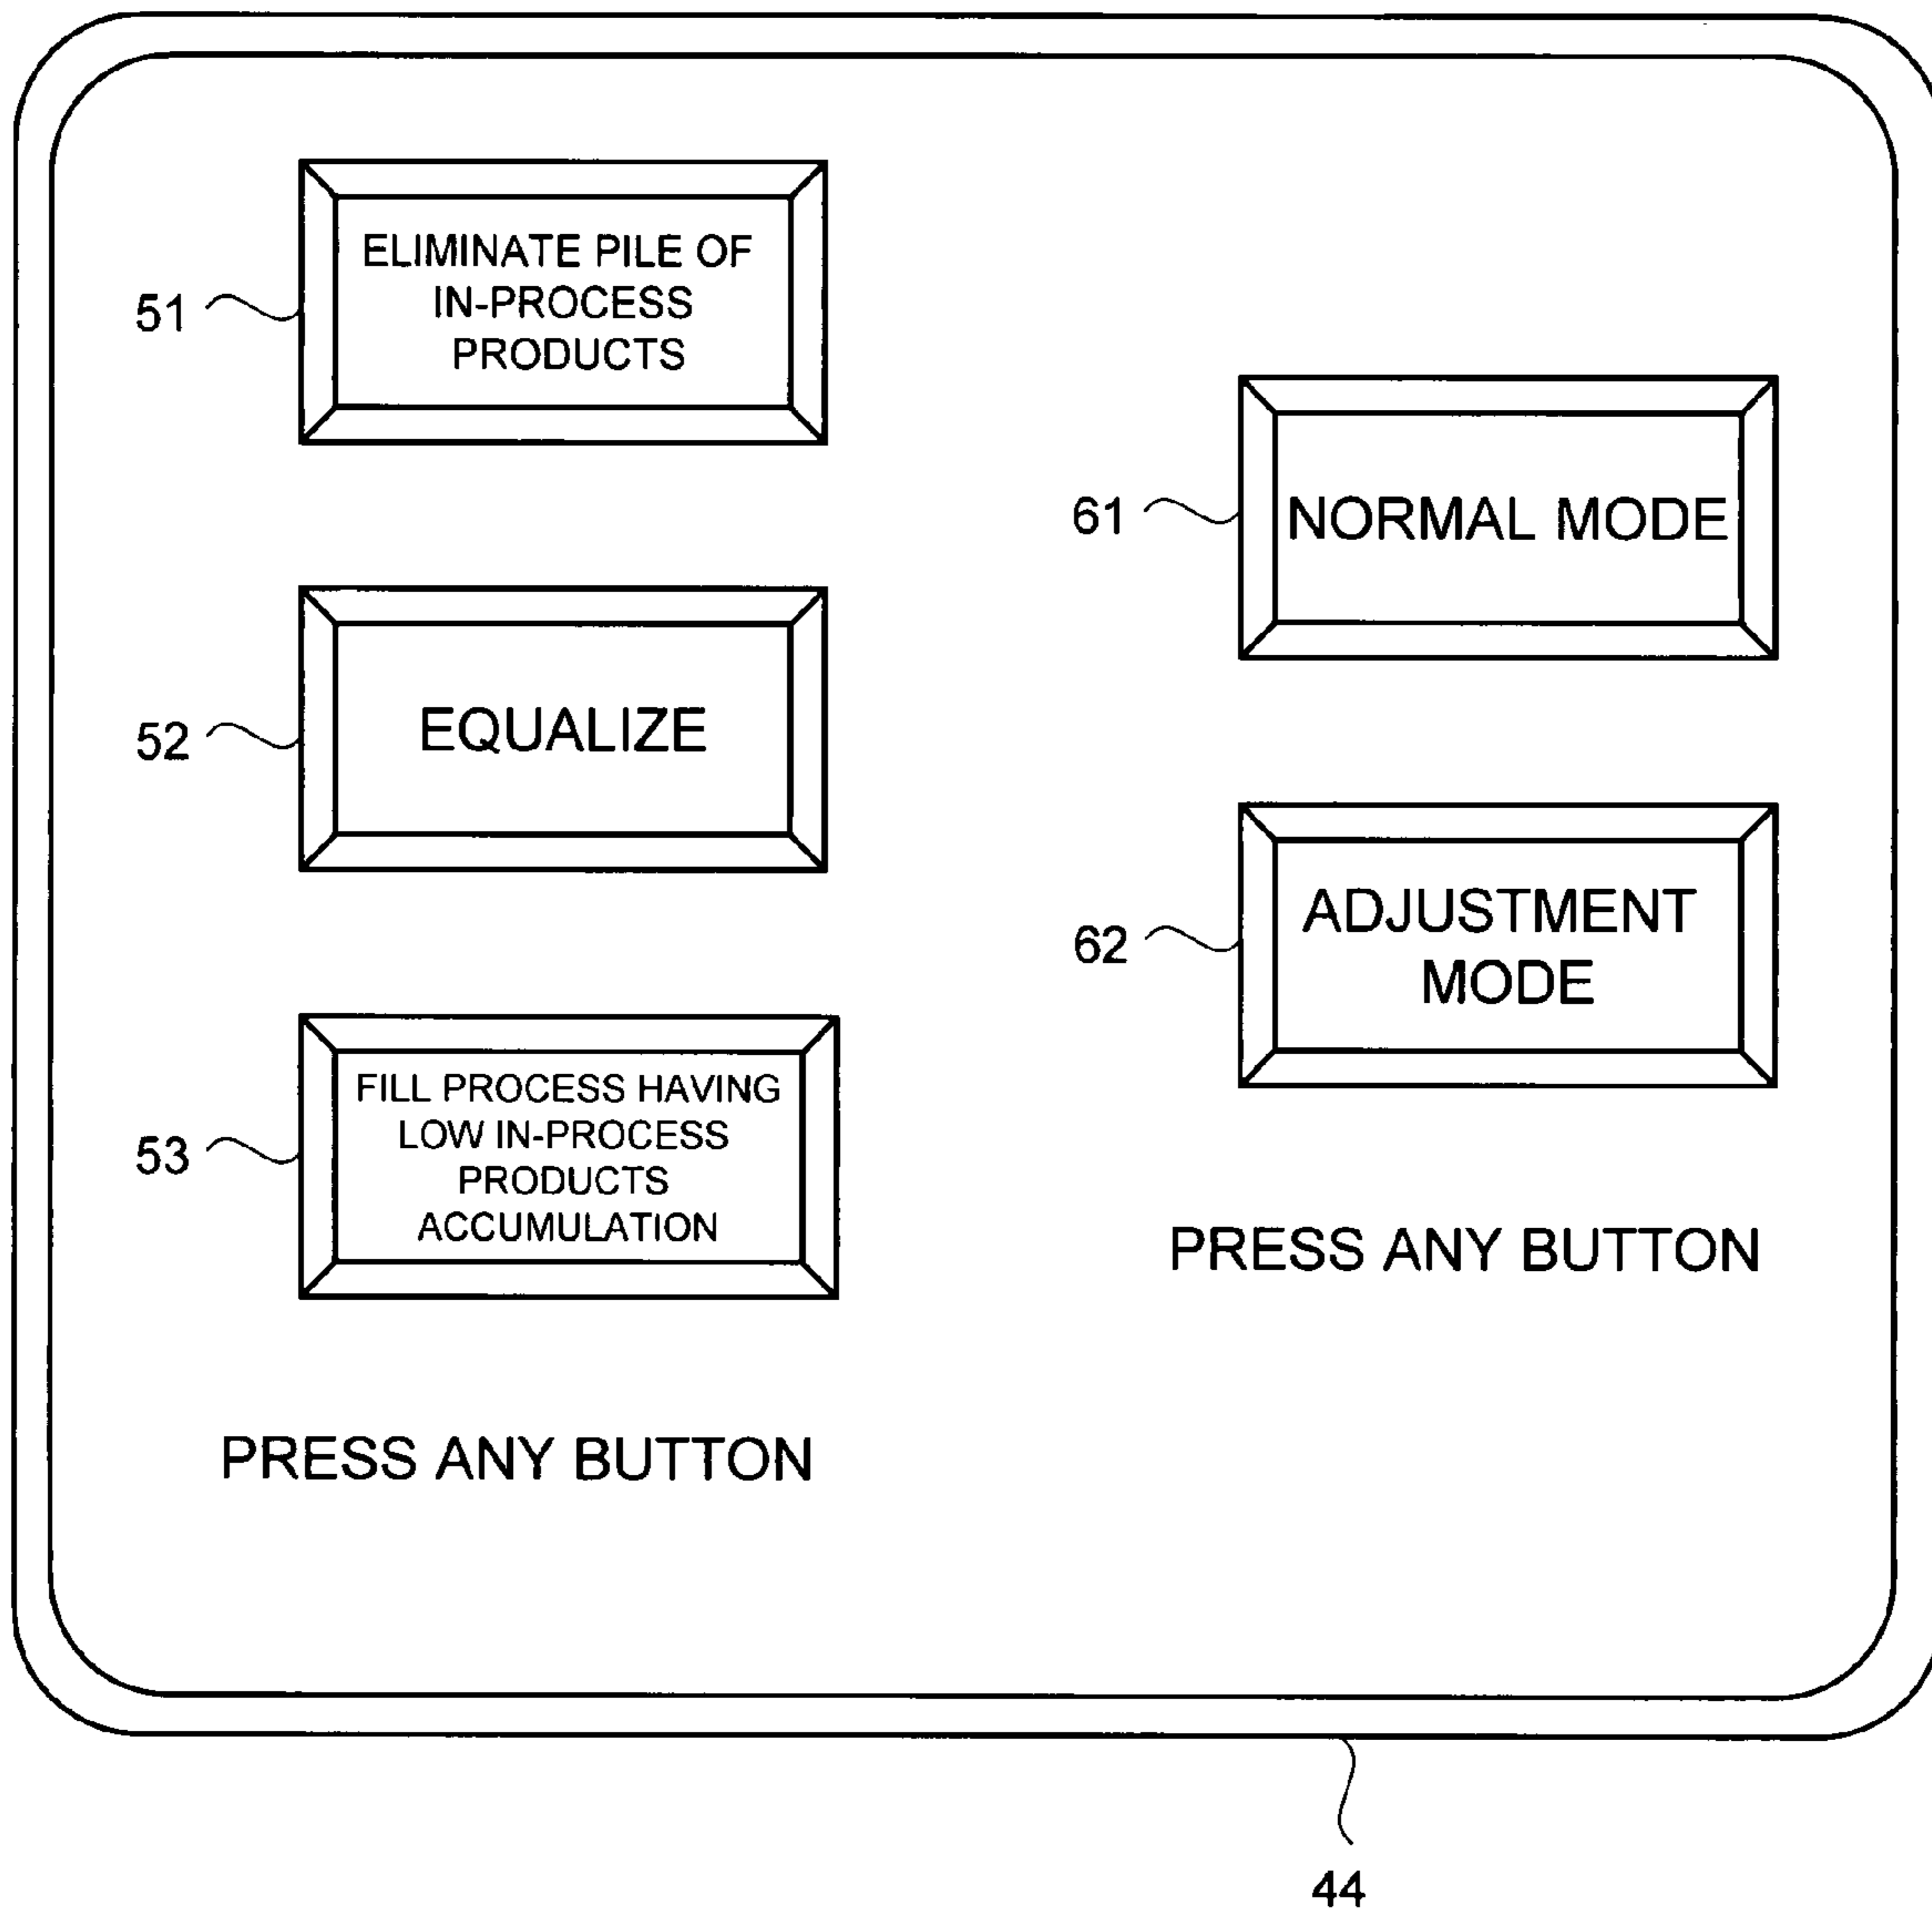 51
ELIMINATE PILE OF
IN-PROCESS
PRODUCTS
52
EQUALIZE
53
FILL PROCESS HAVING
LOW IN-PROCESS
PRODUCTS
ACCUMULATION
PRESS ANY BUTTON
61
NORMAL MODE
62
ADJUSTMENT
MODE
PRESS ANY BUTTON
44